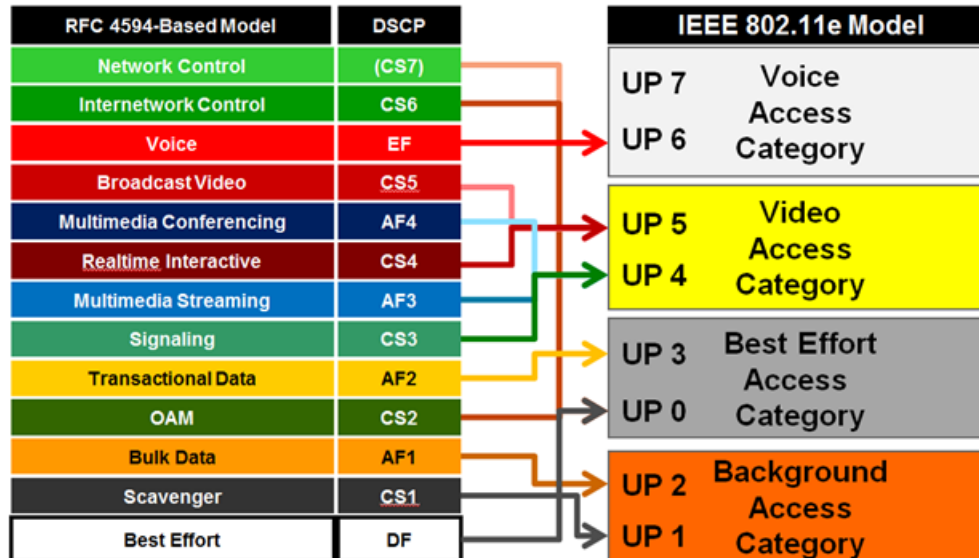 RFC 4594-Based Model DSCP
Network Control (CS7)
Internetwork Control CS6
Voice EF
Broadcast Video CS5
Multimedia Conferencing AF4
Realtime Interactive CS4
Multimedia Streaming AF3
Signaling CS3
Transactional Data AF2
OAM CS2
Bulk Data AF1
Scavenger CS1
Best Effort DF
IEEE 802.11e Model
UP 7
UP 6
Voice
Access
Category
UP 5
UP 4
Video
Access
Category
UP 3
UP 0
Best Effort
Access
Category
UP 2
UP 1
Background
Access
Category